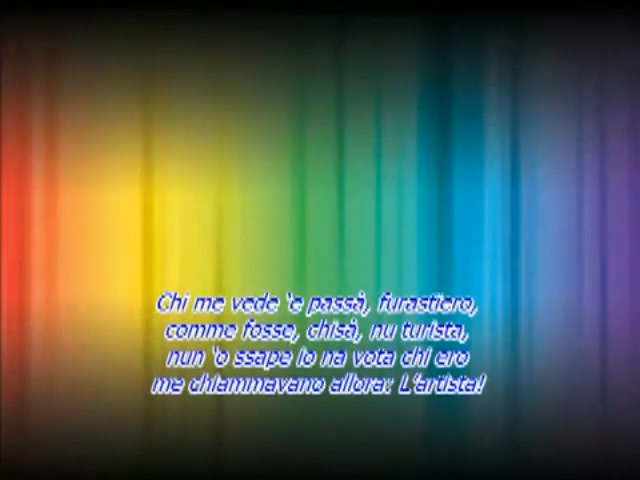 Chi me vede ‘e passà, furastiero,
comme fosse, chisà, nu turista,
nun ‘o ssape io na vota chi ero
me chiammavano allora: L’artista!